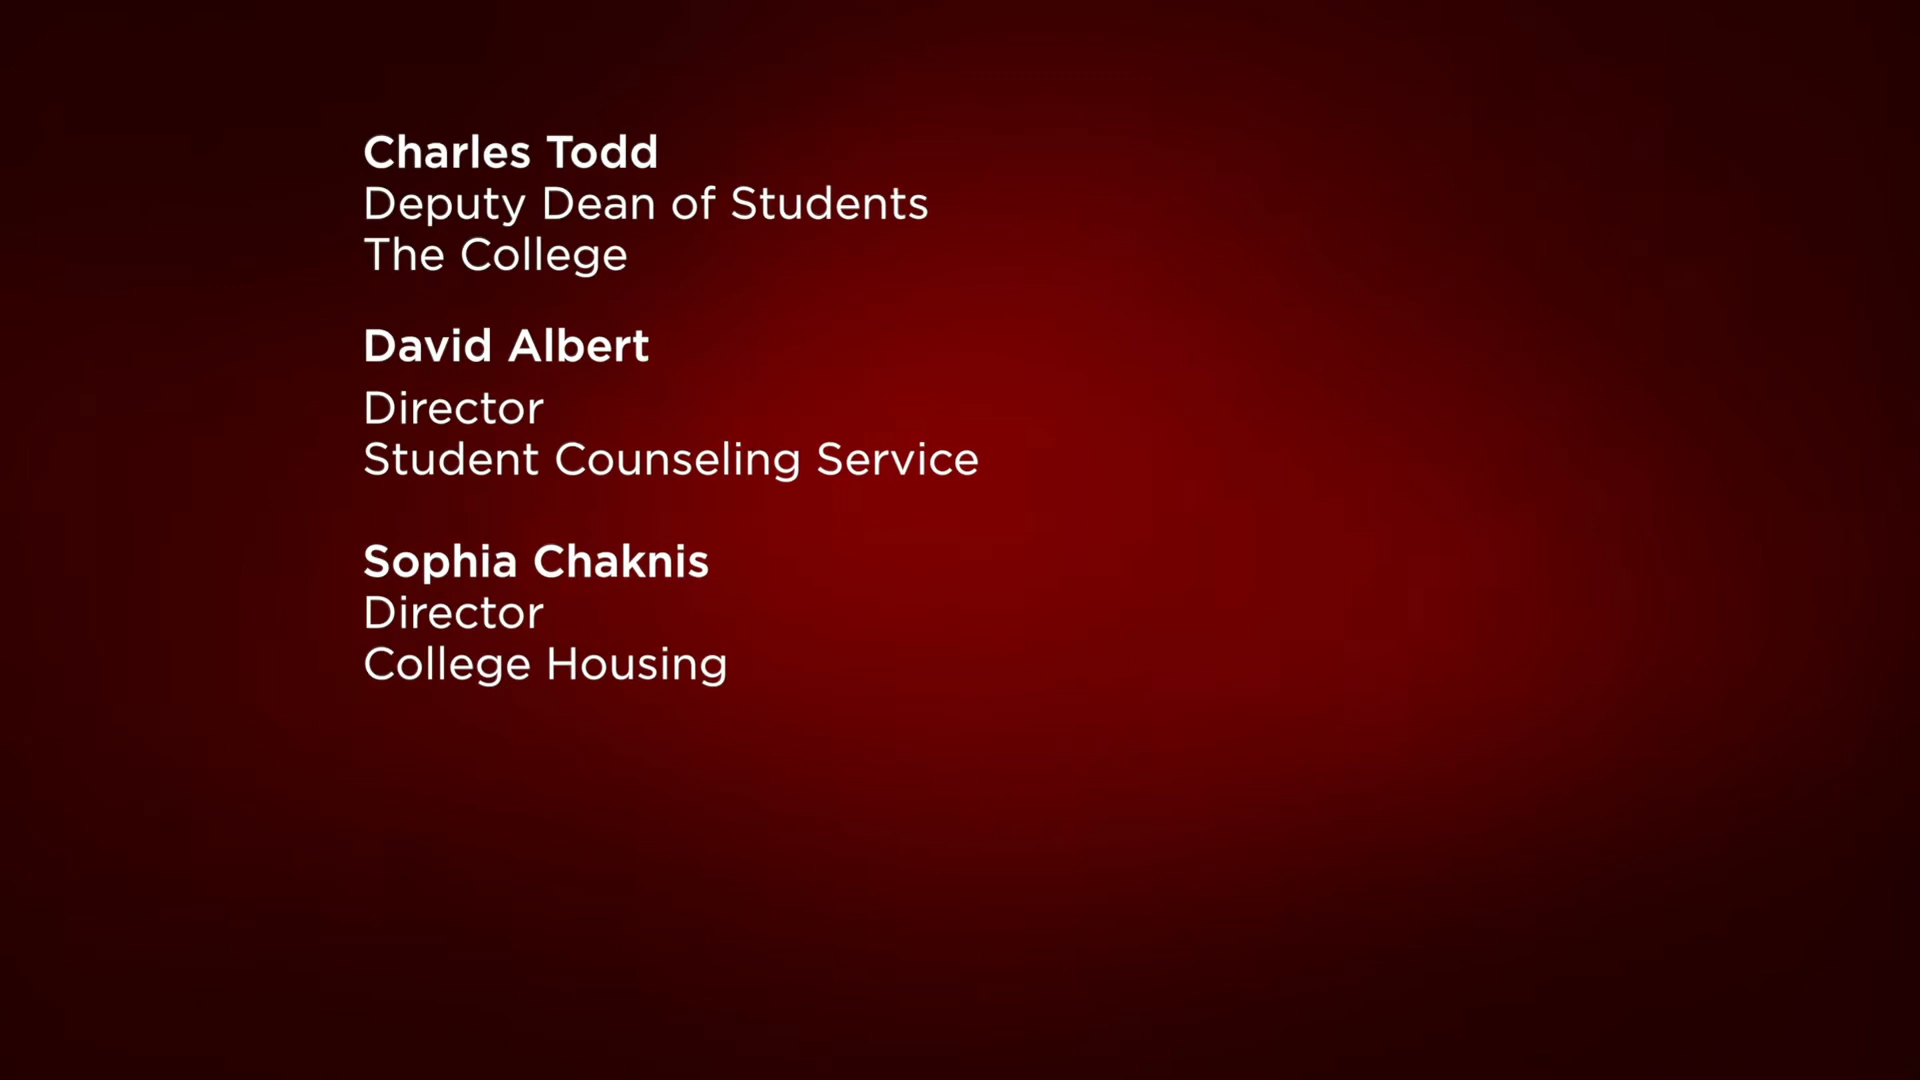 Charles Todd
Deputy Dean of Students
The College
David Albert
Director
Student Counseling Service
Sophia Chaknis
Director
College Housing